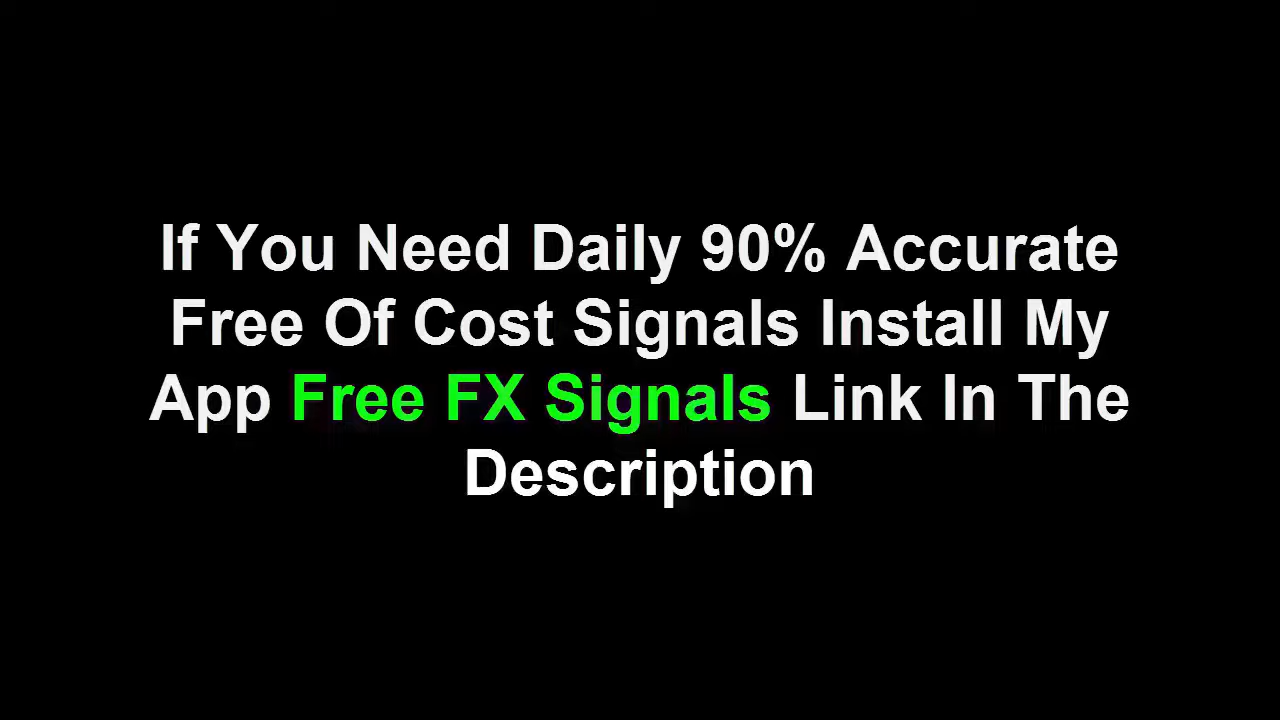 If You Need Daily 90% Accurate
Free Of Cost Signals Install My
App Free FX Signals Link In The
Description